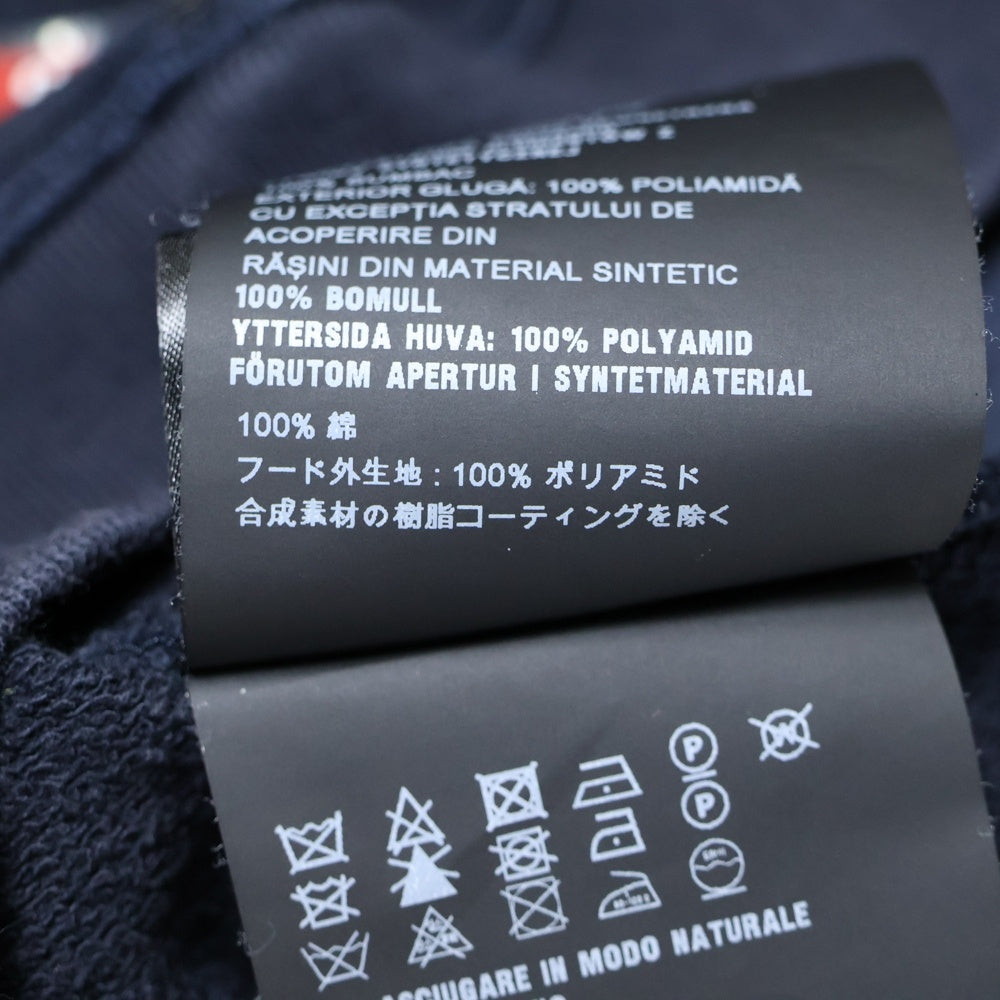 EXTERIOR GLUGĂ: 100% POLIAMIDĂ
CU EXCEPȚIA STRATULUI DE
ACOPERIRE DIN
RĂȘINI DIN MATERIAL SINTETIC
100% BOMULL
YTTERSIDA HUVA: 100% POLYAMID
FÖRUTOM APERTUR I SYNTETMATERIAL
100% 綿
フード外生地：100% ポリアミド
合成素材の樹脂コーティングを除く
P
W
P
IN MODO NATURALE